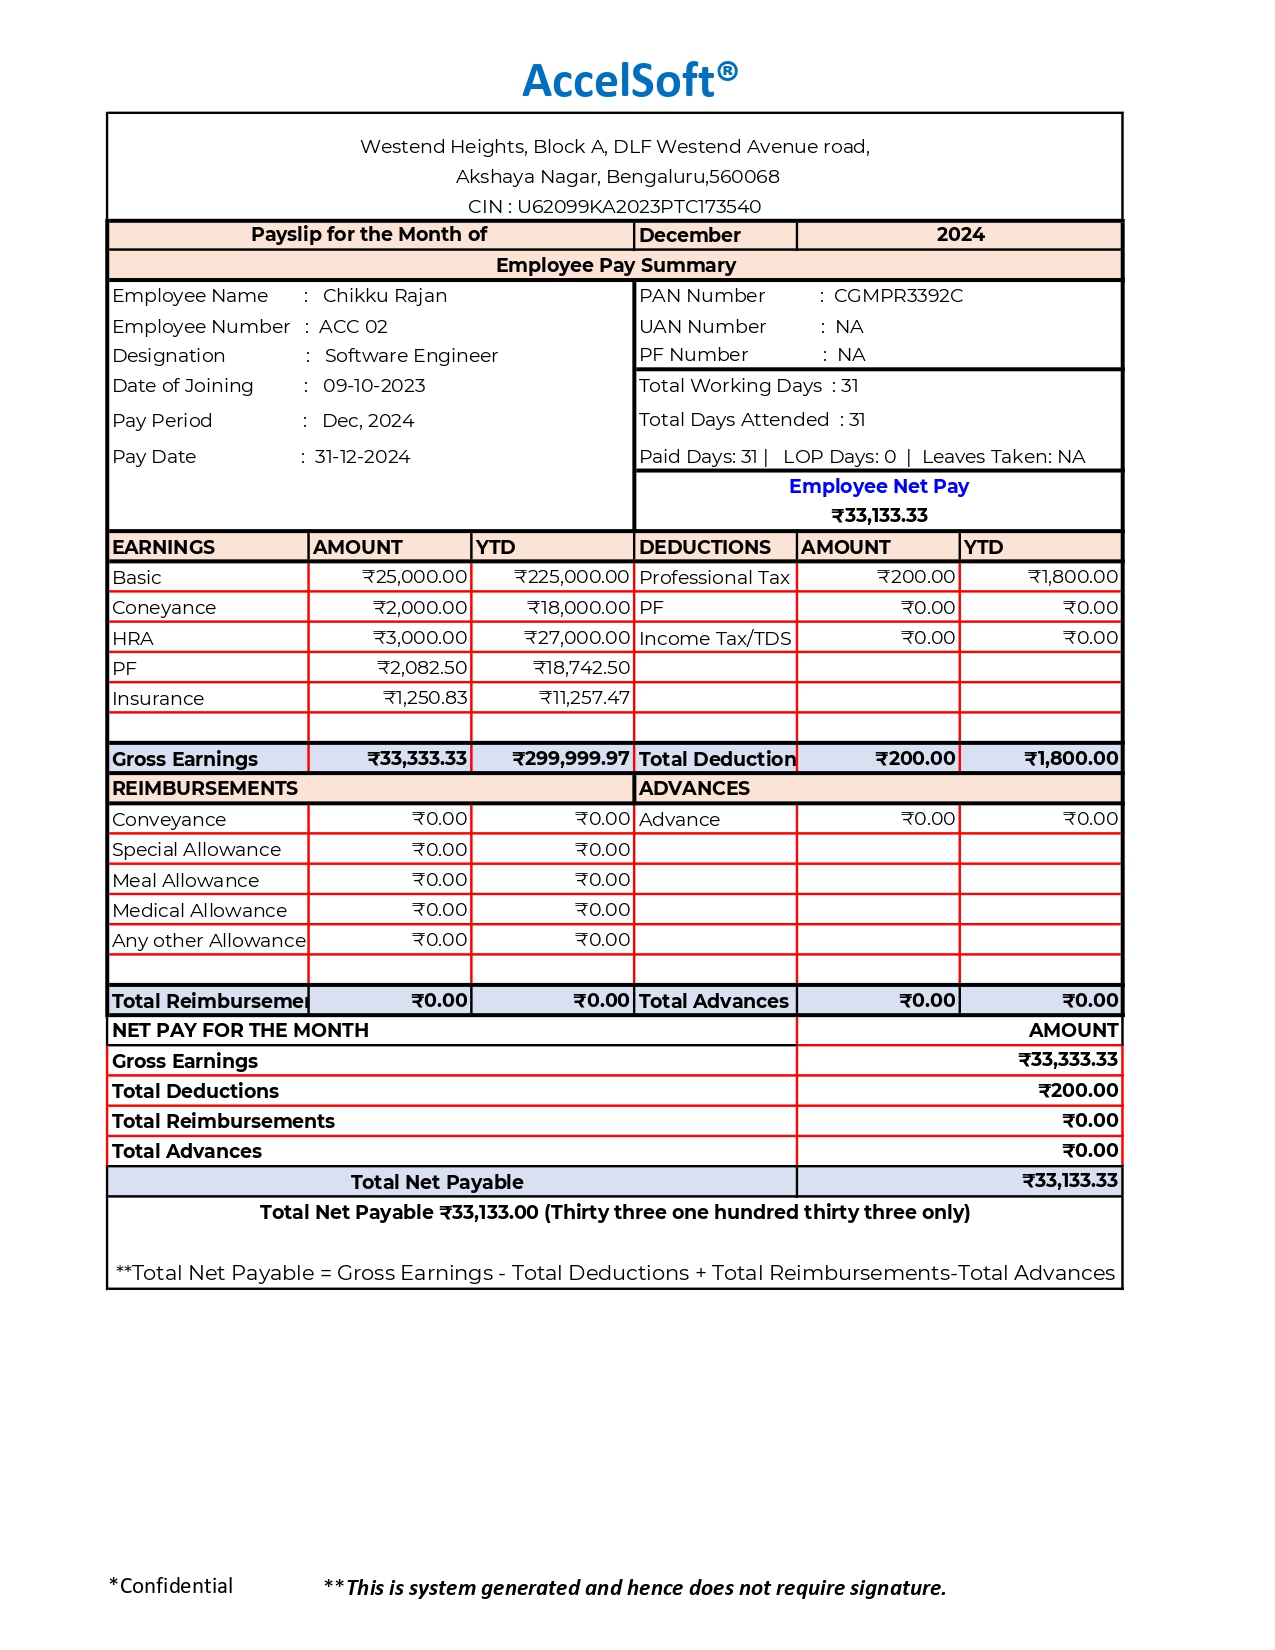 AccelSoft®
Westend Heights, Block A, DLF Westend Avenue road,
Akshaya Nagar, Bengaluru,560068
CIN : U62099KA2023PTC173540
Payslip for the Month of December 2024
Employee Pay Summary
Employee Name : Chikku Rajan PAN Number : CGMPR3392C
Employee Number : ACC 02 UAN Number : NA
Designation : Software Engineer PF Number : NA
Date of Joining : 09-10-2023 Total Working Days : 31
Pay Period : Dec, 2024 Total Days Attended : 31
Pay Date : 31-12-2024 Paid Days: 31 | LOP Days: 0 | Leaves Taken: NA
Employee Net Pay
₹33,133.33
EARNINGS AMOUNT YTD DEDUCTIONS AMOUNT YTD
Basic ₹25,000.00 ₹225,000.00 Professional Tax ₹200.00 ₹1,800.00
Coneyance ₹2,000.00 ₹18,000.00 PF ₹0.00 ₹0.00
HRA ₹3,000.00 ₹27,000.00 Income Tax/TDS ₹0.00 ₹0.00
PF ₹2,082.50 ₹18,742.50
Insurance ₹1,250.83 ₹11,257.47
Gross Earnings ₹33,333.33 ₹299,999.97 Total Deduction ₹200.00 ₹1,800.00
REIMBURSEMENTS ADVANCES
Conveyance ₹0.00 ₹0.00 Advance ₹0.00 ₹0.00
Special Allowance ₹0.00 ₹0.00
Meal Allowance ₹0.00 ₹0.00
Medical Allowance ₹0.00 ₹0.00
Any other Allowance ₹0.00 ₹0.00
Total Reimbursemer ₹0.00 ₹0.00 Total Advances ₹0.00 ₹0.00
NET PAY FOR THE MONTH AMOUNT
Gross Earnings ₹33,333.33
Total Deductions ₹200.00
Total Reimbursements ₹0.00
Total Advances ₹0.00
Total Net Payable ₹33,133.33
Total Net Payable ₹33,133.00 (Thirty three one hundred thirty three only)
**Total Net Payable = Gross Earnings - Total Deductions + Total Reimbursements-Total Advances
*Confidential **This is system generated and hence does not require signature.